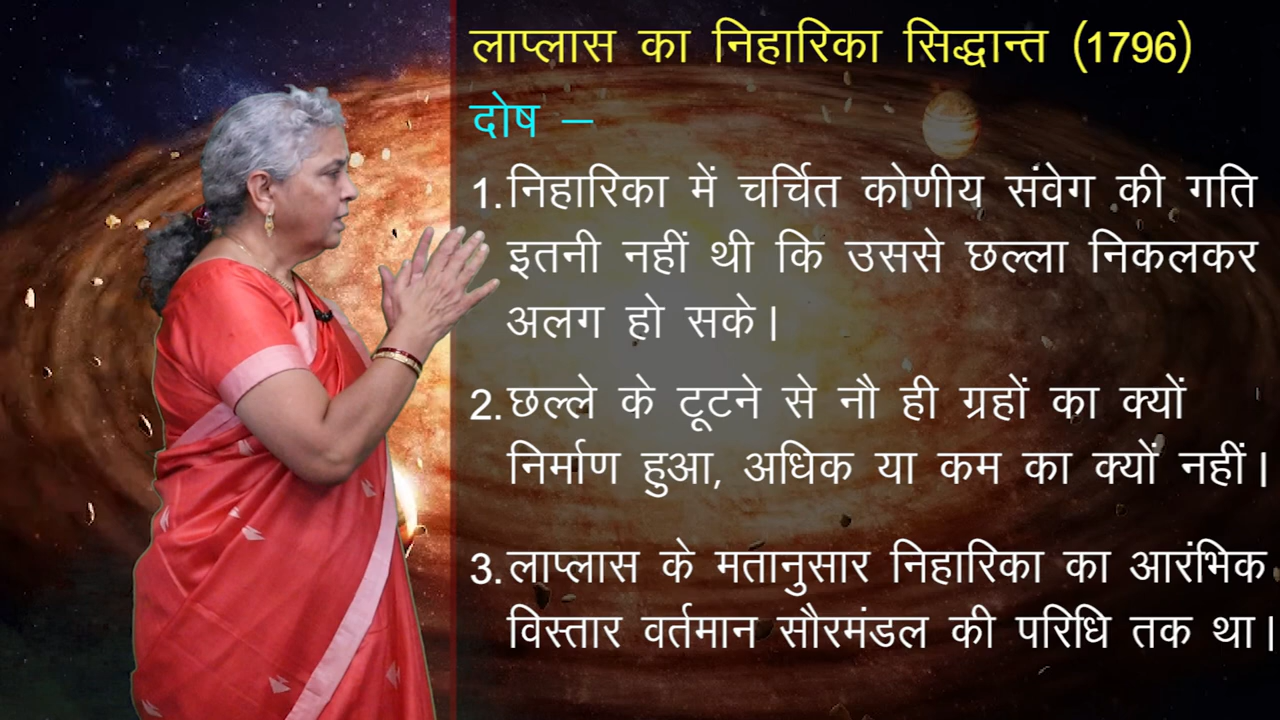 लाप्लास का निहारिका सिद्धान्त (1796)
दोष –
1. निहारिका में चर्चित कोणीय संवेग की गति
इतनी नहीं थी कि उससे छल्ला निकलकर
अलग हो सके।
2. छल्ले के टूटने से नौ ही ग्रहों का क्यों
निर्माण हुआ, अधिक या कम का क्यों नहीं।
3. लाप्लास के मतानुसार निहारिका का आरंभिक
विस्तार वर्तमान सौरमंडल की परिधि तक था।